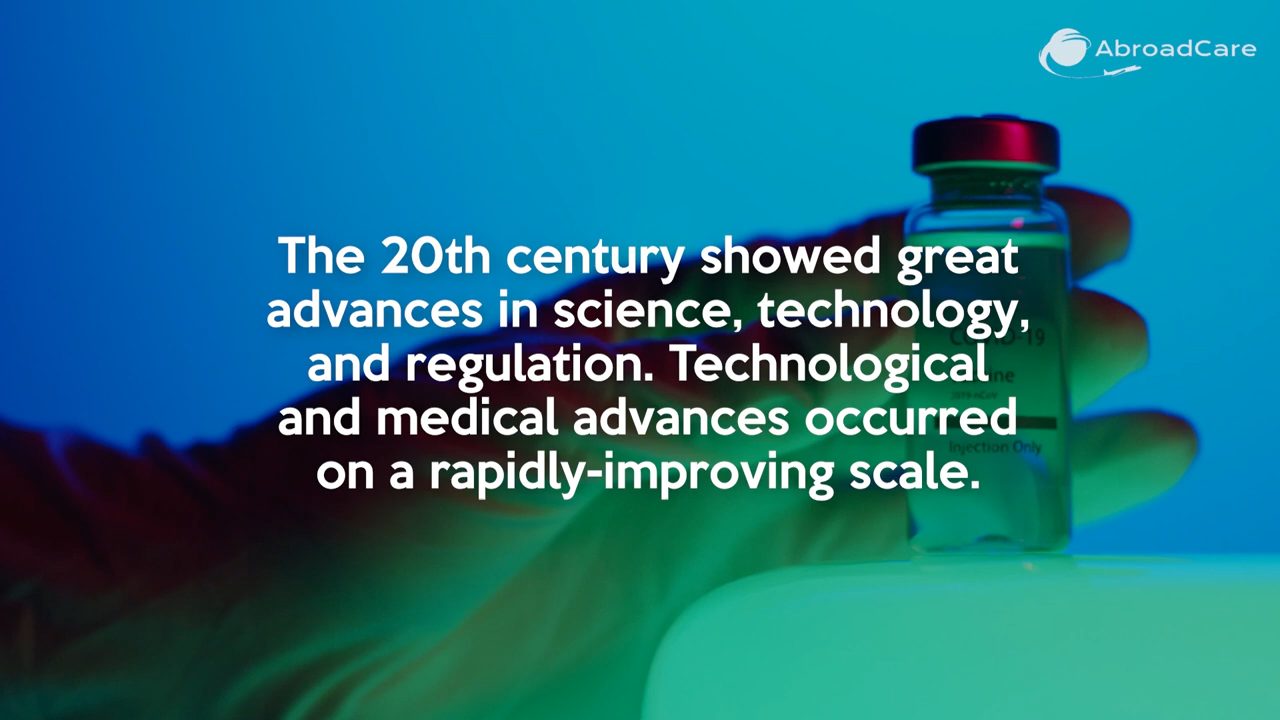 AbroadCare
The 20th century showed great
advances in science, technology,
and regulation. Technological
and medical advances occurred
on a rapidly-improving scale.
Injection Only